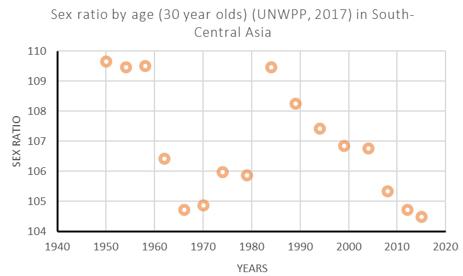 Sex ratio by age (30 year olds) (UNWPP, 2017) in South-
Central Asia
110
109
108
107
106
105
104
1940 1950 1960 1970 1980 1990 2000 2010 2020
SEX RATIO
YEARS